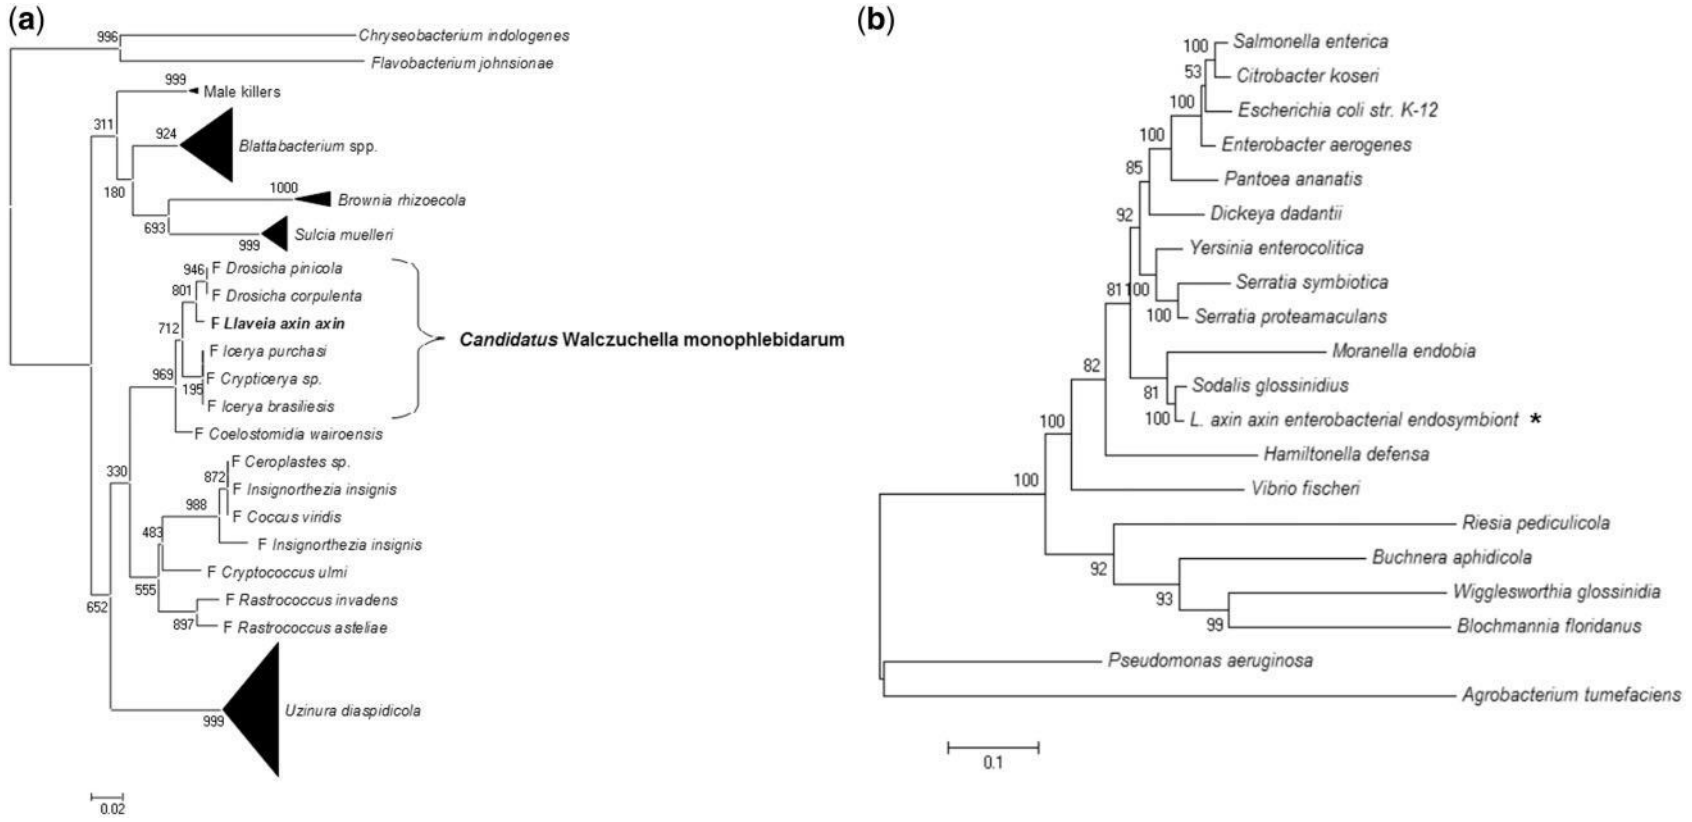 (a)
996
Chryseobacterium indologenes
Flavobacterium johnsionae
999
Male killers
311
924
Blattabacterium spp.
180
1000
Brownia rhizoecola
693
999
Sulcia muelleri
946
F Drosicha pinicola
801
F Drosicha corpulenta
F Llaveia axin axin
712
F Icerya purchasi
969
F Crypticerya sp.
195
F Icerya brasiliesis
Candidatus Walczuchella monophlebidarum
F Coelostomidia wairoensis
330
F Ceroplastes sp.
872
F Insignorthezia insignis
988
F Coccus viridis
483
F Insignorthezia insignis
F Cryptococcus ulmi
555
F Rastrococcus invadens
652
897
F Rastrococcus asteliae
999
Uzinura diaspidicola
0.02
(b)
100
Salmonella enterica
53
Citrobacter koseri
100
Escherichia coli str. K-12
100
Enterobacter aerogenes
85
Pantoea ananatis
92
Dickeya dadantii
Yersinia enterocolitica
81
100
Serratia symbiotica
100
Serratia proteamaculans
82
Moranella endobia
81
Sodalis glossinidius
100
L. axin axin enterobacterial endosymbiont *
100
Hamiltonella defensa
100
Vibrio fischeri
Riesia pediculicola
92
Buchnera aphidicola
93
Wigglesworthia glossinidia
99
Blochmannia floridanus
Pseudomonas aeruginosa
Agrobacterium tumefaciens
0.1